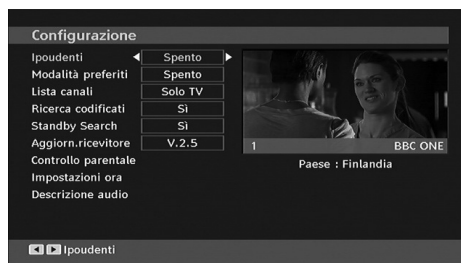 Configurazione
Ipoudenti Spento
Modalità preferiti Spento
Lista canali Solo TV
Ricerca codificati Sì
Standby Search Sì
Aggiorn.ricevitore V.2.5
Controllo parentale
Impostazioni ora
Descrizione audio
1 BBC ONE
Paese : Finlandia
Ipoudenti